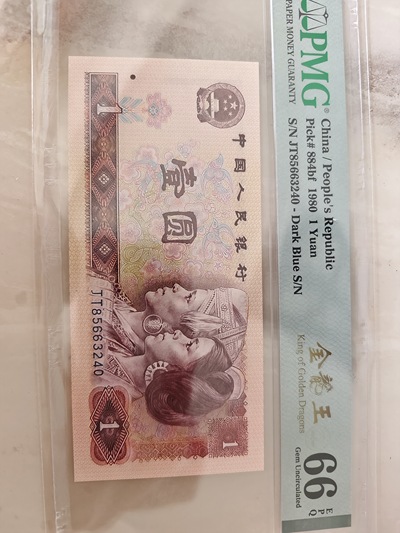 PMG®
PAPER MONEY GUARANTY
China / People's Republic
Pick# 884bf 1980 1 Yuan
S/N JT85663240 - Dark Blue S/N
金龍王
King of Golden Dragons
66
EPQ
Gem Uncirculated
中国人民银行
壹圆
1
JT85663240
1
1